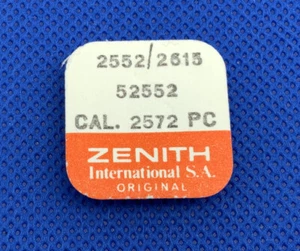 2552/2615
52552
CAL. 2572 PC
ZENITH
International S.A.
ORIGINAL